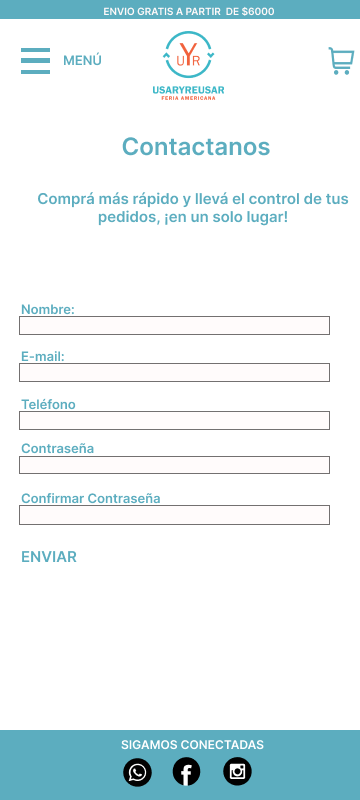 ENVIO GRATIS A PARTIR DE $6000
MENÚ
UYR
USARYREUSAR
FERIA AMERICANA
Contactanos
Comprá más rápido y llevá el control de tus
pedidos, ¡en un solo lugar!
Nombre:
E-mail:
Teléfono
Contraseña
Confirmar Contraseña
ENVIAR
SIGAMOS CONECTADAS